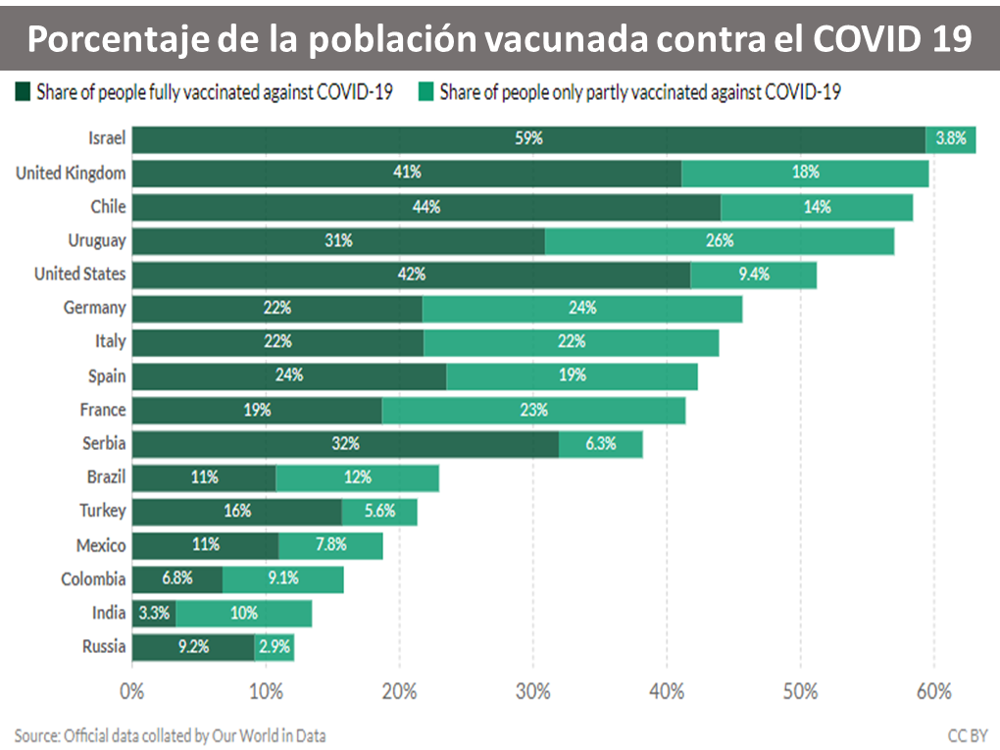 Porcentaje de la población vacunada contra el COVID 19
Share of people fully vaccinated against COVID-19 Share of people only partly vaccinated against COVID-19
Israel 59% 3.8%
United Kingdom 41% 18%
Chile 44% 14%
Uruguay 31% 26%
United States 42% 9.4%
Germany 22% 24%
Italy 22% 22%
Spain 24% 19%
France 19% 23%
Serbia 32% 6.3%
Brazil 11% 12%
Turkey 16% 5.6%
Mexico 11% 7.8%
Colombia 6.8% 9.1%
India 3.3% 10%
Russia 9.2% 2.9%
0% 10% 20% 30% 40% 50% 60%
Source: Official data collated by Our World in Data CC BY